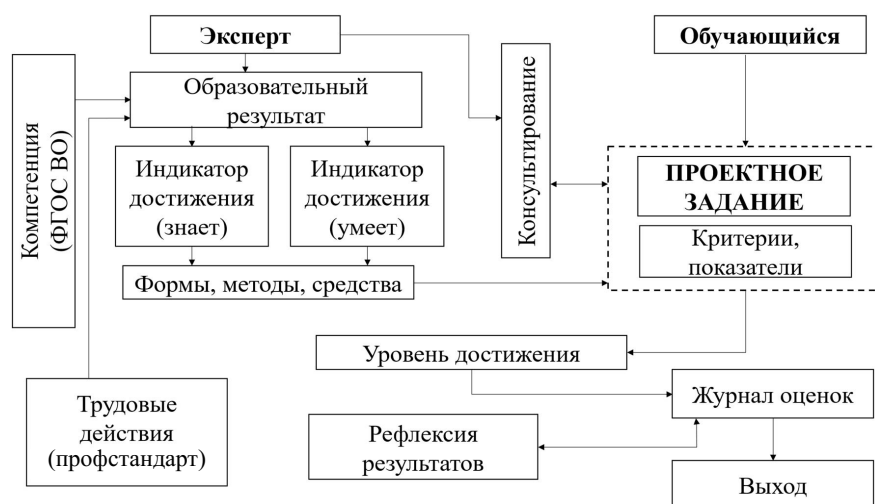 Эксперт
Обучающийся
Компетенция
(ФГОС ВО)
Образовательный
результат
Консультирование
Индикатор
достижения
(знает)
Индикатор
достижения
(умеет)
ПРОЕКТНОЕ
ЗАДАНИЕ
Критерии,
показатели
Формы, методы, средства
Уровень достижения
Трудовые
действия
(профстандарт)
Журнал оценок
Рефлексия
результатов
Выход